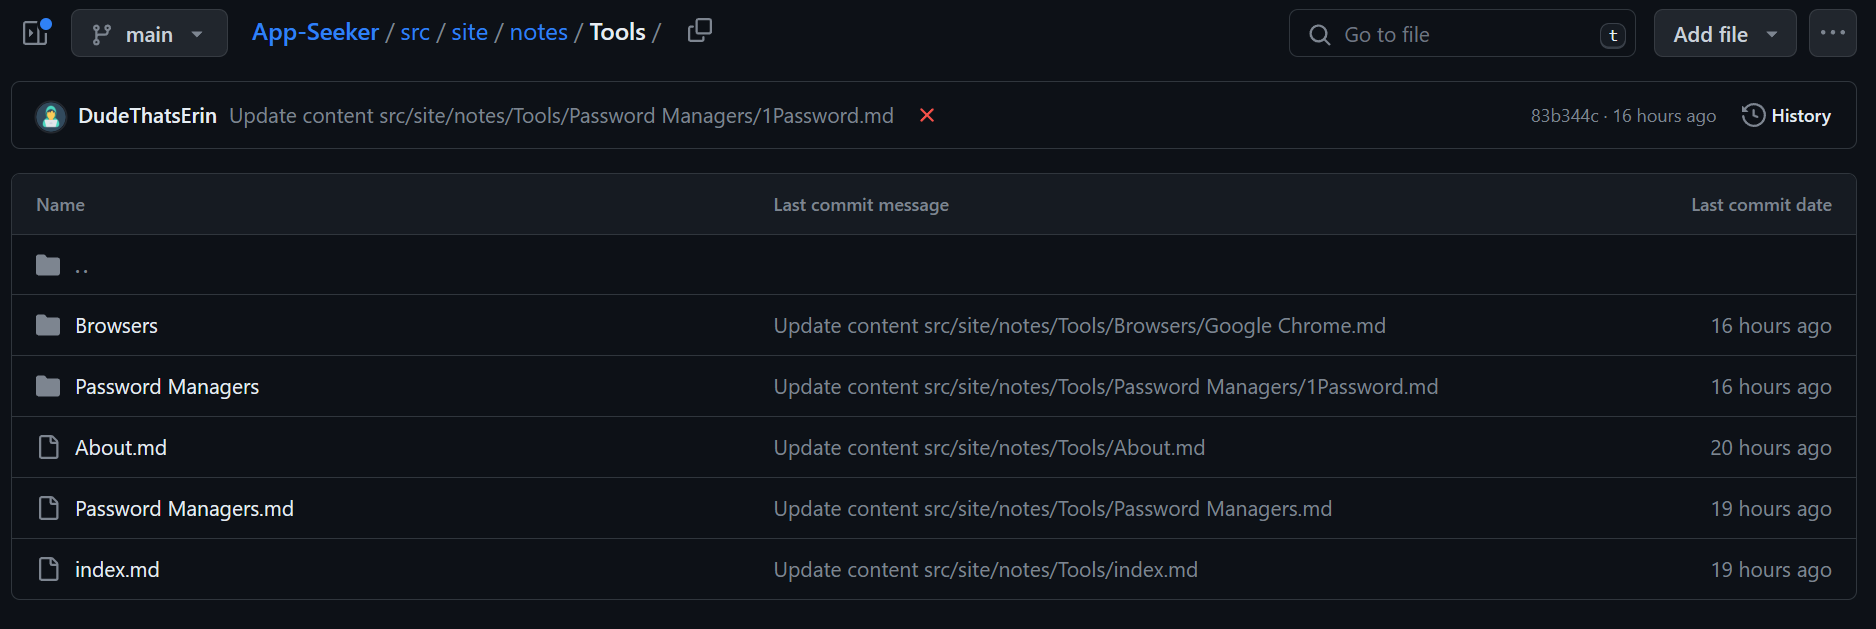 main App-Seeker / src / site / notes / Tools / Go to file t Add file ...
DudeThatsErin Update content src/site/notes/Tools/Password Managers/1Password.md 83b344c · 16 hours ago History
Name Last commit message Last commit date
..
Browsers Update content src/site/notes/Tools/Browsers/Google Chrome.md 16 hours ago
Password Managers Update content src/site/notes/Tools/Password Managers/1Password.md 16 hours ago
About.md Update content src/site/notes/Tools/About.md 20 hours ago
Password Managers.md Update content src/site/notes/Tools/Password Managers.md 19 hours ago
index.md Update content src/site/notes/Tools/index.md 19 hours ago